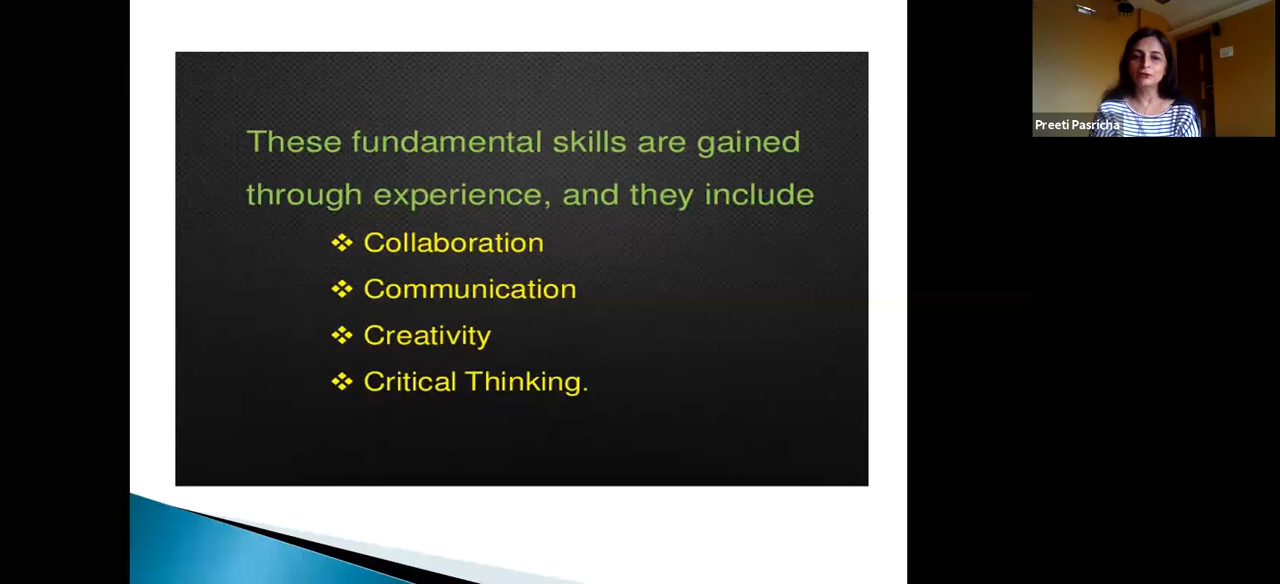 These fundamental skills are gained
through experience, and they include
❖ Collaboration
❖ Communication
❖ Creativity
❖ Critical Thinking.
Preeti Pasricha